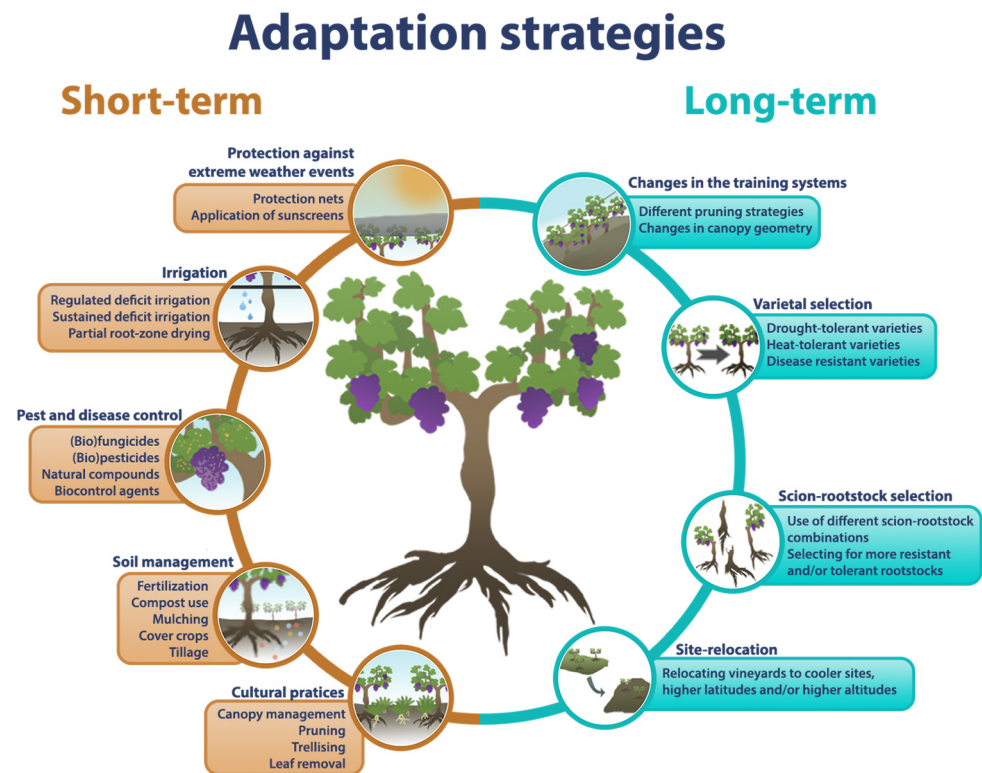 Adaptation strategies
Short-term
Protection against
extreme weather events
Protection nets
Application of sunscreens
Irrigation
Regulated deficit irrigation
Sustained deficit irrigation
Partial root-zone drying
Pest and disease control
(Bio)fungicides
(Bio)pesticides
Natural compounds
Biocontrol agents
Soil management
Fertilization
Compost use
Mulching
Cover crops
Tillage
Cultural pratices
Canopy management
Pruning
Trellising
Leaf removal
Long-term
Changes in the training systems
Different pruning strategies
Changes in canopy geometry
Varietal selection
Drought-tolerant varieties
Heat-tolerant varieties
Disease resistant varieties
Scion-rootstock selection
Use of different scion-rootstock
combinations
Selecting for more resistant
and/or tolerant rootstocks
Site-relocation
Relocating vineyards to cooler sites,
higher latitudes and/or higher altitudes